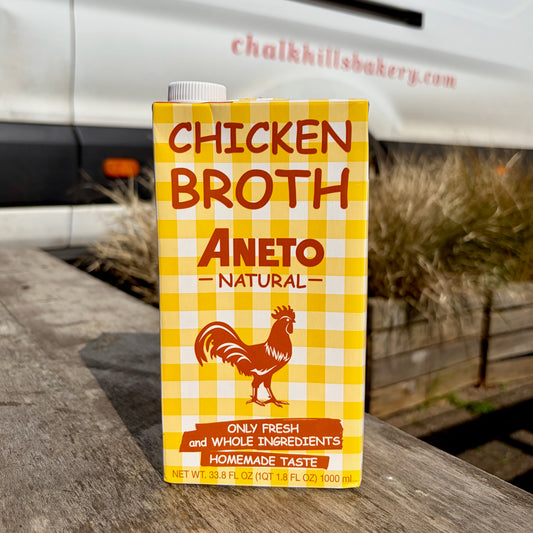 chalkhillsbakery.com
CHICKEN
BROTH
ANETO
NATURAL
ONLY FRESH
and WHOLE INGREDIENTS
HOMEMADE TASTE
NET WT. 33.8 FL OZ (1QT 1.8 FL OZ) 1000 ml